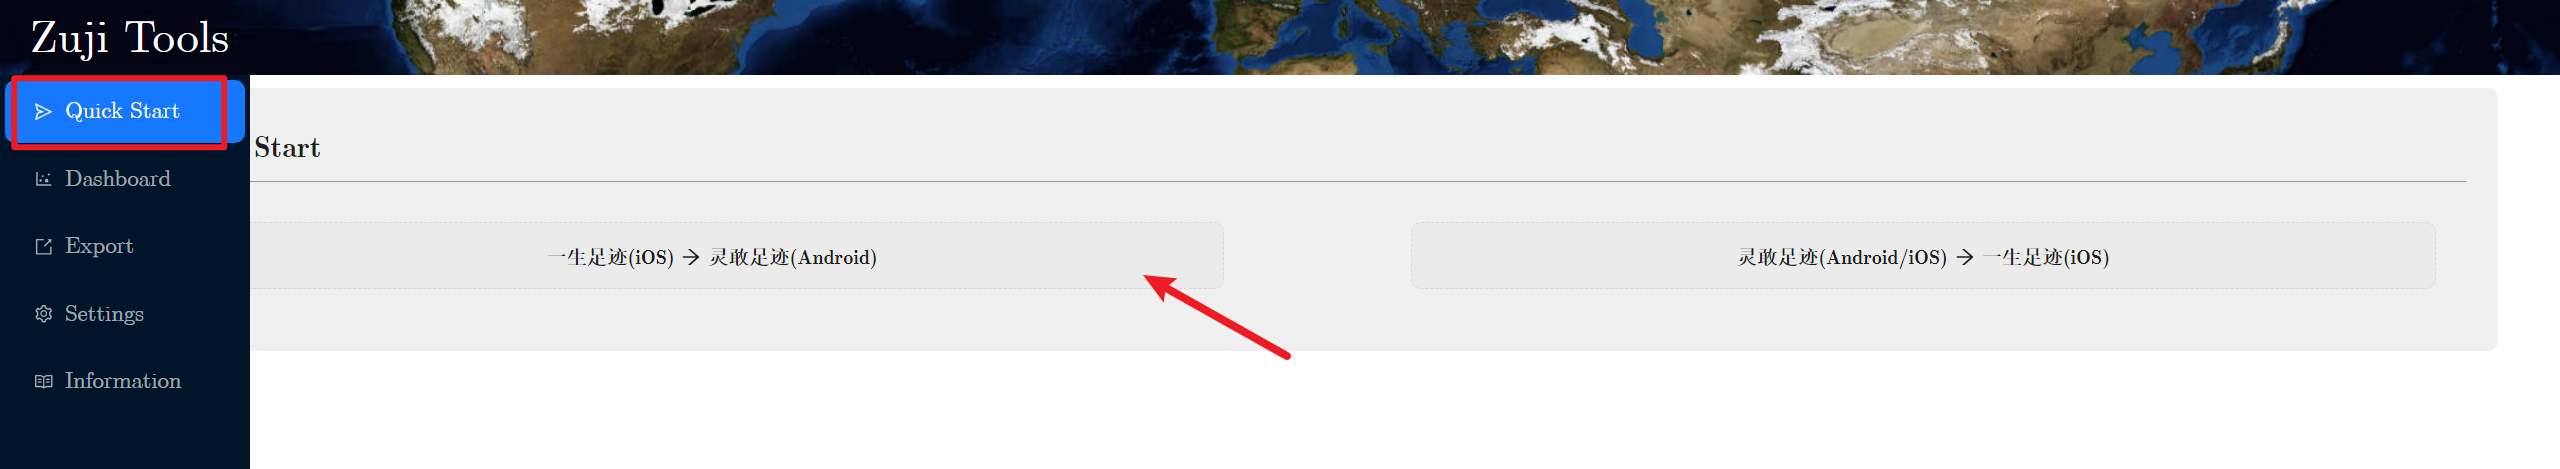 Zuji Tools
Quick Start
Dashboard
Export
Settings
Information
Start
一生足迹(iOS) → 灵敢足迹(Android)
灵敢足迹(Android/iOS) → 一生足迹(iOS)